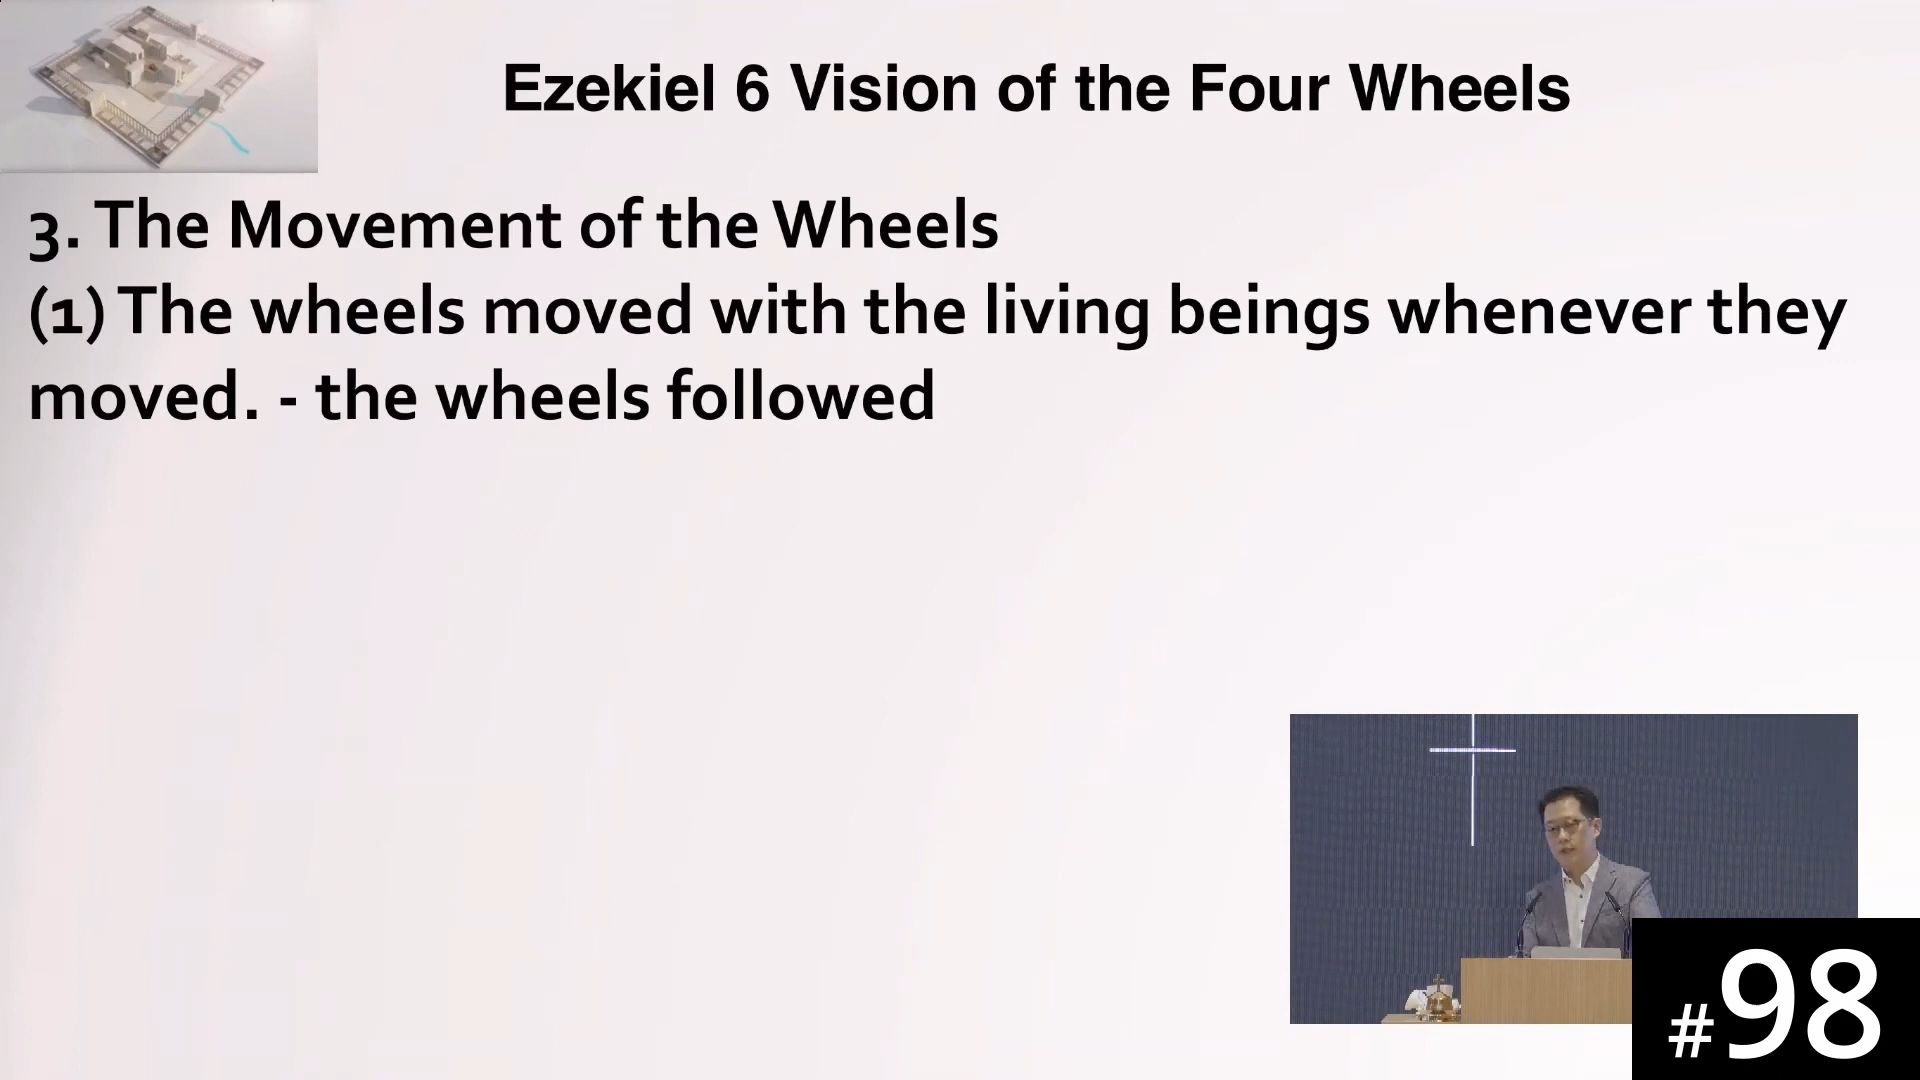 Ezekiel 6 Vision of the Four Wheels
3. The Movement of the Wheels
(1) The wheels moved with the living beings whenever they
moved. - the wheels followed
#98